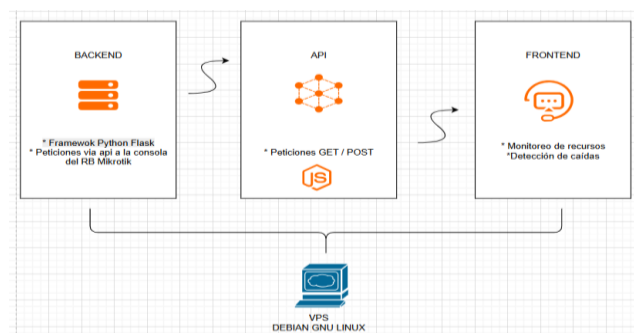 BACKEND
* Framewok Python Flask
* Peticiones via api a la consola
del RB Mikrotik
API
* Peticiones GET / POST
JS
FRONTEND
* Monitoreo de recursos
*Detección de caídas
VPS
DEBIAN GNU LINUX